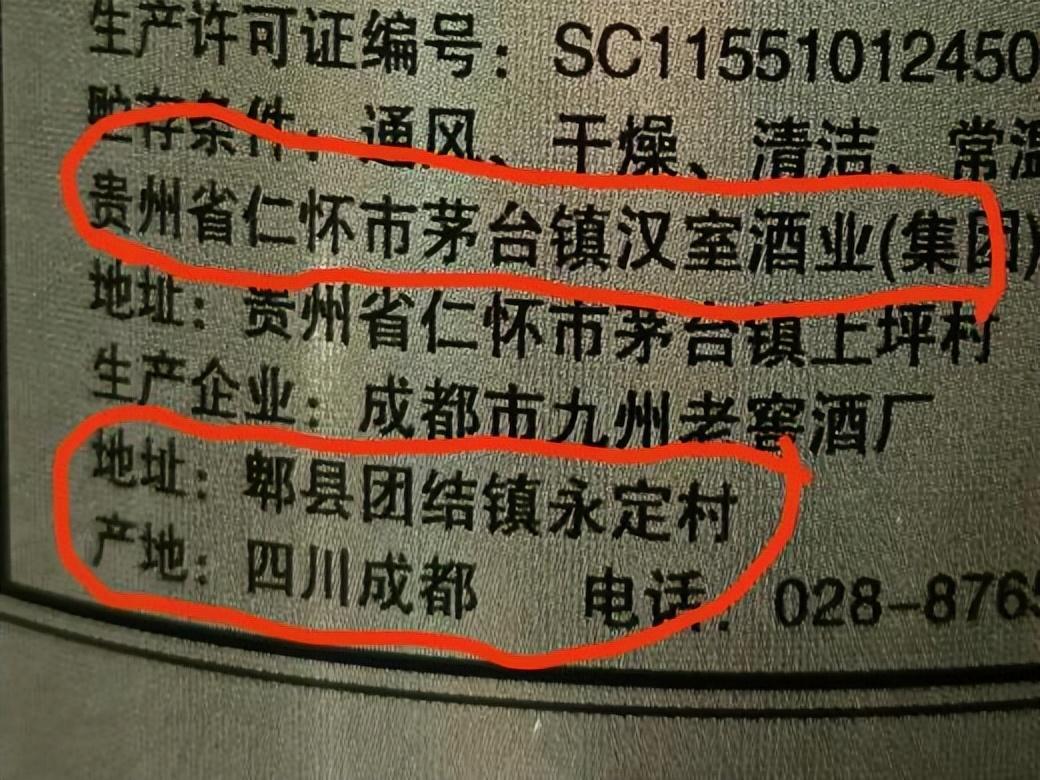 生产许可证编号：SC11551012450
贮存条件：通风、干燥、清洁、常温
贵州省仁怀市茅台镇汉室酒业(集团)
地址：贵州省仁怀市茅台镇上坪村
生产企业：成都市九州老窖酒厂
地址：郫县团结镇永定村
产地：四川成都 电话：028-8765